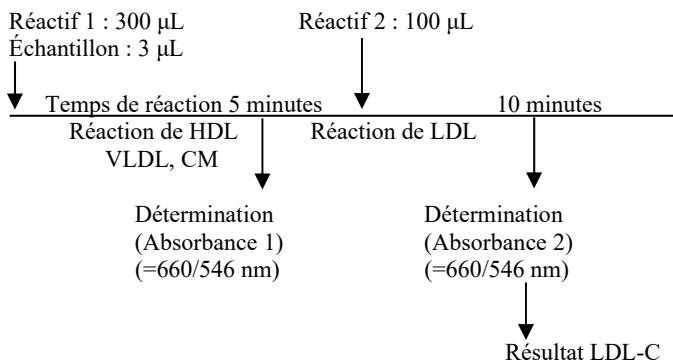 Réactif 1 : 300 µL
Échantillon : 3 µL
Réactif 2 : 100 µL
Temps de réaction 5 minutes
10 minutes
Réaction de HDL
VLDL, CM
Réaction de LDL
Détermination
(Absorbance 1)
(=660/546 nm)
Détermination
(Absorbance 2)
(=660/546 nm)
Résultat LDL-C